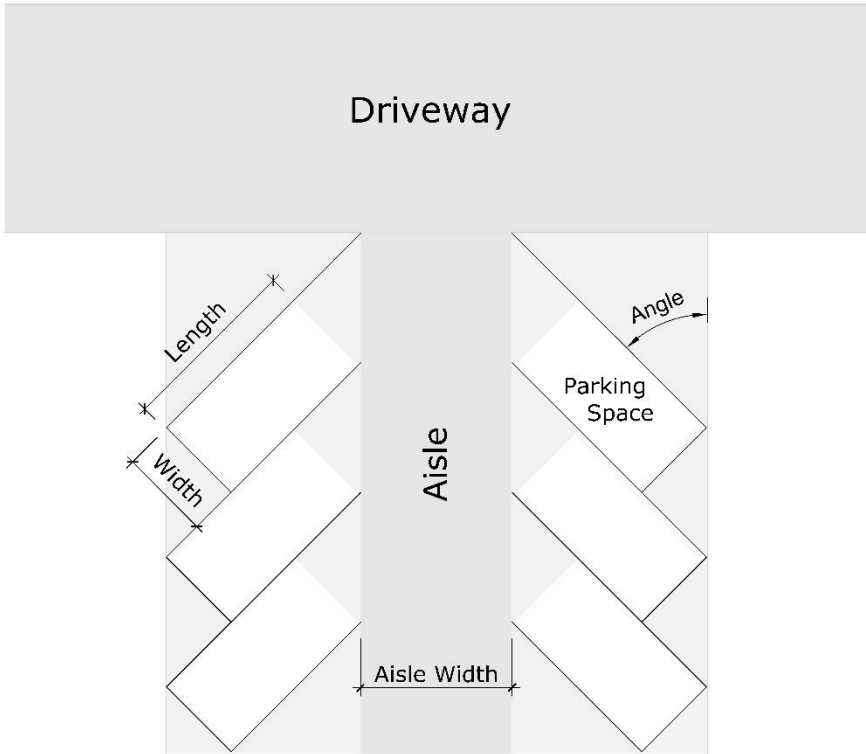 Driveway
Length
Angle
Parking
Space
Width
Aisle
Aisle Width